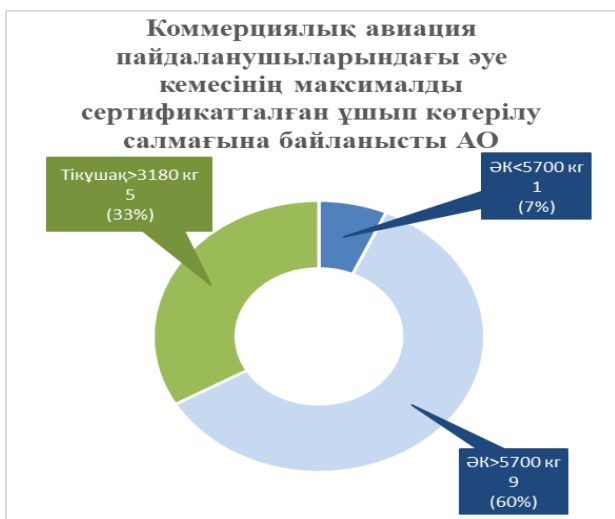 Коммерциялық авиация
пайдаланушыларындағы әуе
кемесінің максималды
сертификатталған ұшып көтерілу
салмағына байланысты АО
Тікұшақ>3180 кг
5
(33%)
ӘК<5700 кг
1
(7%)
ӘК>5700 кг
9
(60%)